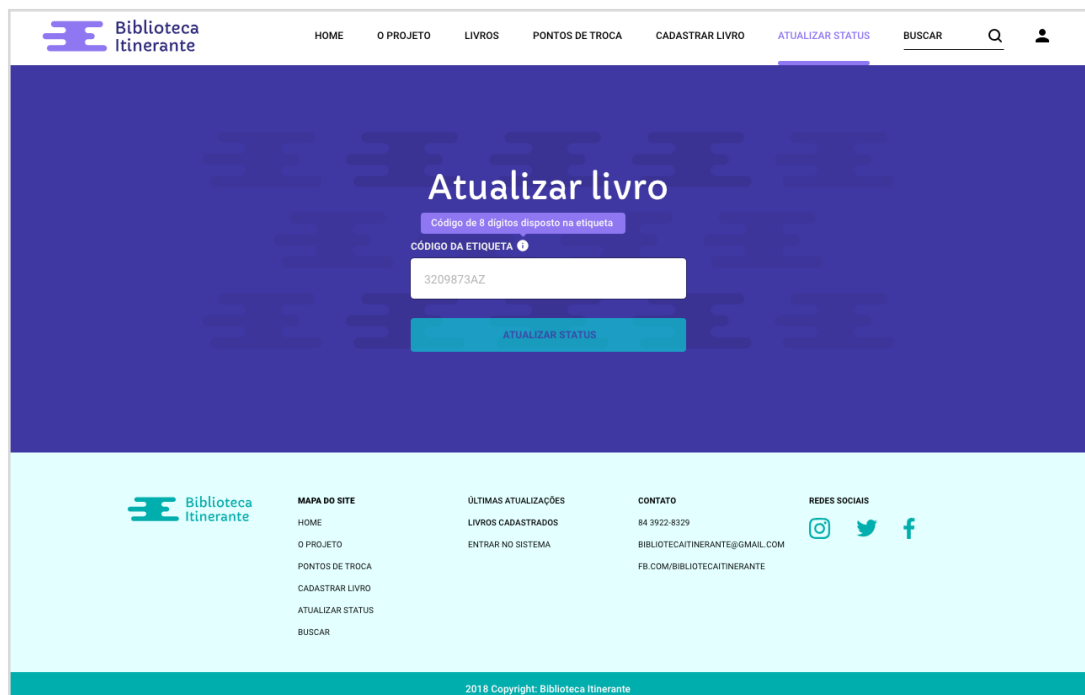 Biblioteca
Itinerante
HOME O PROJETO LIVROS PONTOS DE TROCA CADASTRAR LIVRO ATUALIZAR STATUS BUSCAR
Atualizar livro
Código de 8 dígitos disposto na etiqueta
CÓDIGO DA ETIQUETA
3209873AZ
ATUALIZAR STATUS
Biblioteca
Itinerante
MAPA DO SITE
HOME
O PROJETO
PONTOS DE TROCA
CADASTRAR LIVRO
ATUALIZAR STATUS
BUSCAR
ÚLTIMAS ATUALIZAÇÕES
LIVROS CADASTRADOS
ENTRAR NO SISTEMA
CONTATO
84 3922-8329
BIBLIOTECAITINERANTE@GMAIL.COM
FB.COM/BIBLIOTECAITINERANTE
REDES SOCIAIS
2018 Copyright: Biblioteca Itinerante